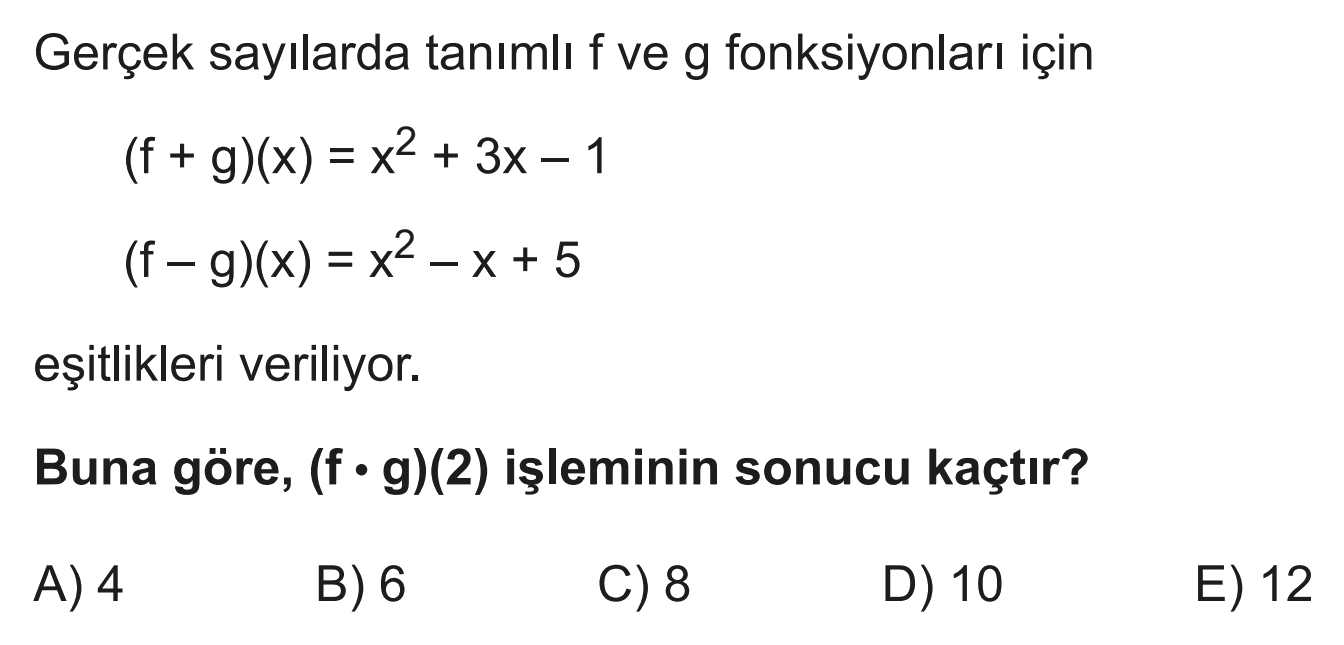 Gerçek sayılarda tanımlı f ve g fonksiyonları için
(f + g)(x) = x² + 3x – 1
(f – g)(x) = x² – x + 5
eşitlikleri veriliyor.
Buna göre, (f • g)(2) işleminin sonucu kaçtır?
A) 4 B) 6 C) 8 D) 10 E) 12